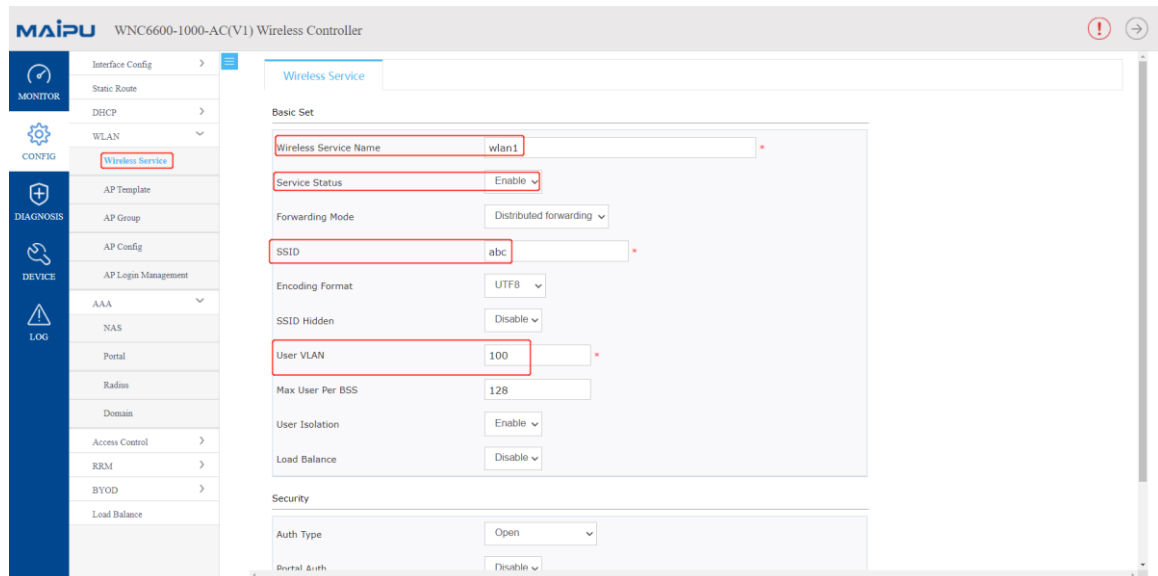 MAIPU WNC6600-1000-AC(V1) Wireless Controller
MONITOR
CONFIG
DIAGNOSIS
DEVICE
LOG
Interface Config
Static Route
DHCP
WLAN
Wireless Service
AP Template
AP Group
AP Config
AP Login Management
AAA
NAS
Portal
Radius
Domain
Access Control
RRM
BYOD
Load Balance
Wireless Service
Basic Set
Wireless Service Name wlan1 *
Service Status Enable
Forwarding Mode Distributed forwarding
SSID abc *
Encoding Format UTF8
SSID Hidden Disable
User VLAN 100 *
Max User Per BSS 128
User Isolation Enable
Load Balance Disable
Security
Auth Type Open
Portal Auth Disable